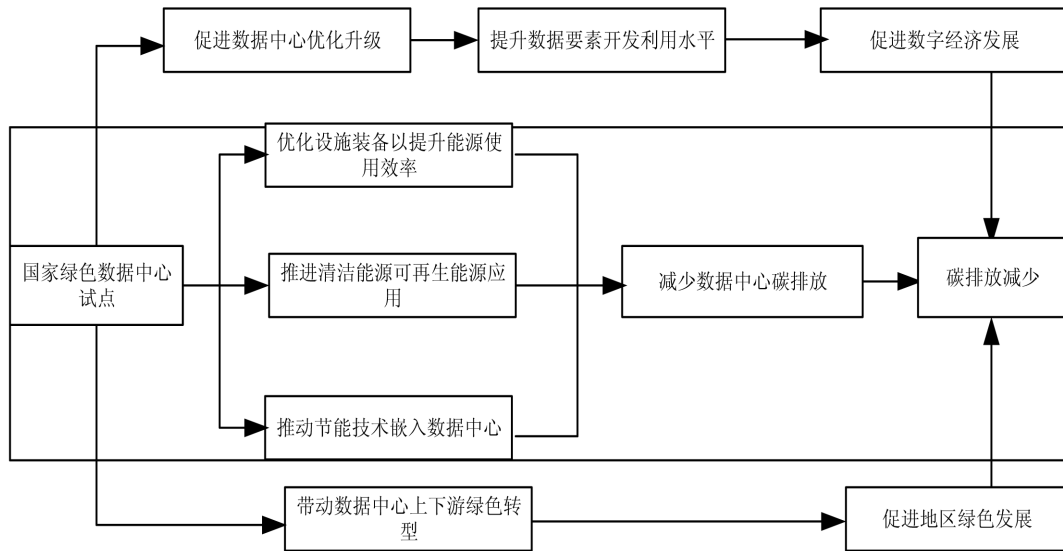 促进数据中心优化升级
提升数据要素开发利用水平
促进数字经济发展
优化设施装备以提升能源使
用效率
国家绿色数据中心
试点
推进清洁能源可再生能源应
用
减少数据中心碳排放
碳排放减少
推动节能技术嵌入数据中心
带动数据中心上下游绿色转
型
促进地区绿色发展